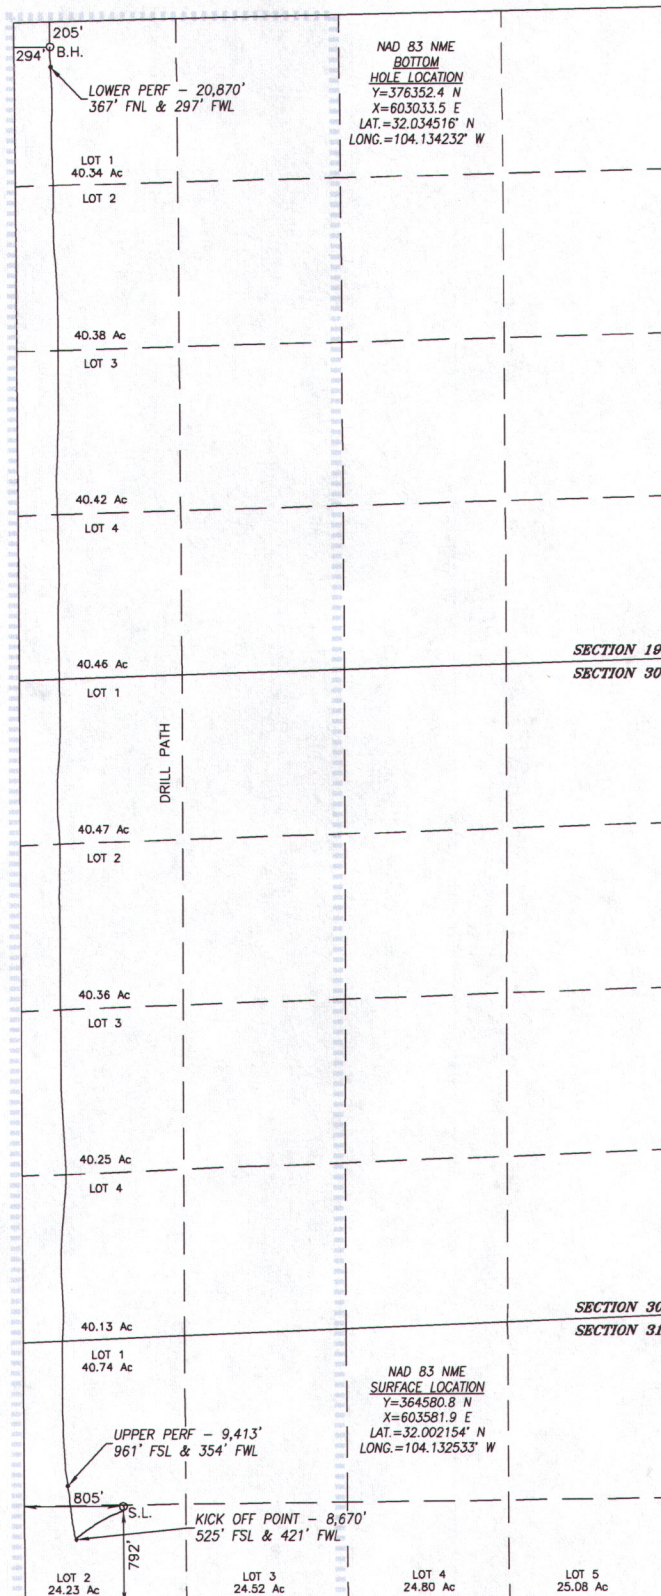 205'
294'
B.H.
LOWER PERF - 20,870'
367' FNL & 297' FWL
NAD 83 NME
BOTTOM
HOLE LOCATION
Y=376352.4 N
X=603033.5 E
LAT.=32.034516° N
LONG.=104.134232° W
LOT 1
40.34 Ac
LOT 2
40.38 Ac
LOT 3
40.42 Ac
LOT 4
SECTION 19
40.46 Ac
SECTION 30
LOT 1
DRILL PATH
40.47 Ac
LOT 2
40.36 Ac
LOT 3
40.25 Ac
LOT 4
SECTION 30
40.13 Ac
SECTION 31
LOT 1
40.74 Ac
NAD 83 NME
SURFACE LOCATION
Y=364580.8 N
X=603581.9 E
LAT.=32.002154° N
LONG.=104.132533° W
UPPER PERF - 9,413'
961' FSL & 354' FWL
805'
S.L.
KICK OFF POINT - 8,670'
525' FSL & 421' FWL
792'
LOT 2
24.23 Ac
LOT 3
24.52 Ac
LOT 4
24.80 Ac
LOT 5
25.08 Ac